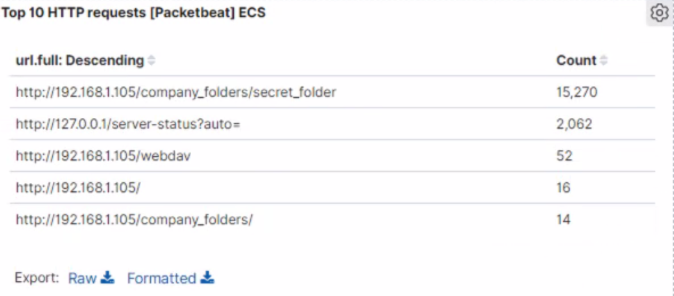 Top 10 HTTP requests [Packetbeat] ECS
url.full: Descending Count
http://192.168.1.105/company_folders/secret_folder 15,270
http://127.0.0.1/server-status?auto= 2,062
http://192.168.1.105/webdav 52
http://192.168.1.105/ 16
http://192.168.1.105/company_folders/ 14
Export: Raw Formatted